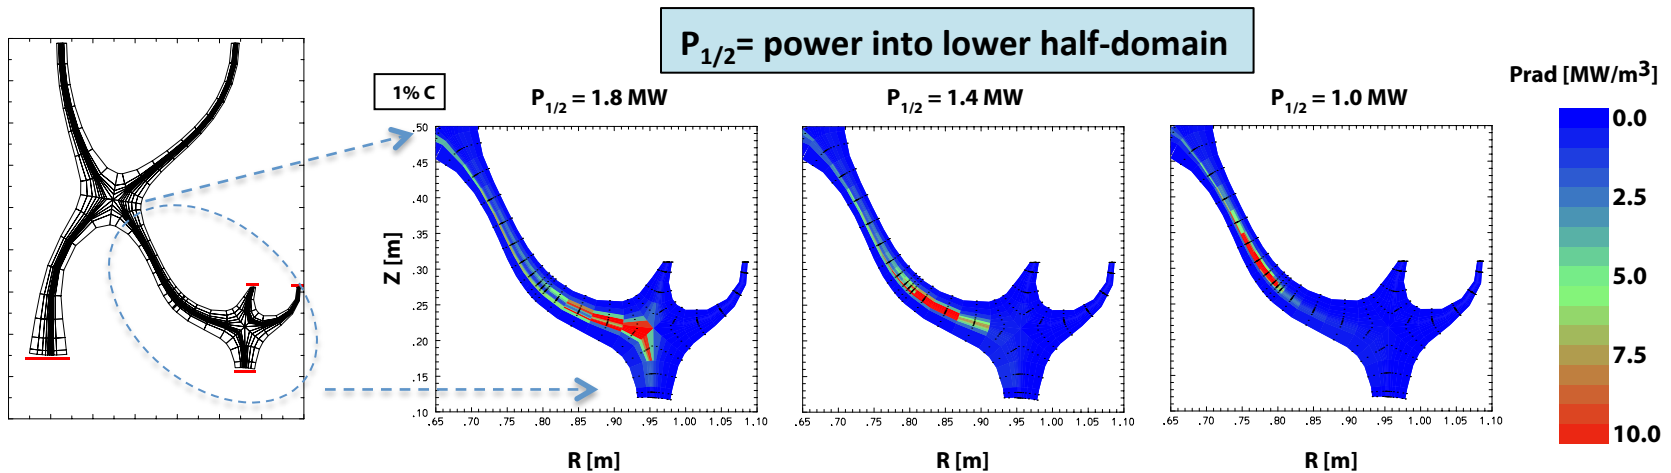 P1/2= power into lower half-domain
1% C
P1/2 = 1.8 MW
P1/2 = 1.4 MW
P1/2 = 1.0 MW
Prad [MW/m3]
0.0
2.5
5.0
7.5
10.0
Z [m]
.50
.45
.40
.35
.30
.25
.20
.15
.10
.65 .70 .75 .80 .85 .90 .95 1.00 1.05 1.10
.65 .70 .75 .80 .85 .90 .95 1.00 1.05 1.10
.65 .70 .75 .80 .85 .90 .95 1.00 1.05 1.10
R [m]
R [m]
R [m]